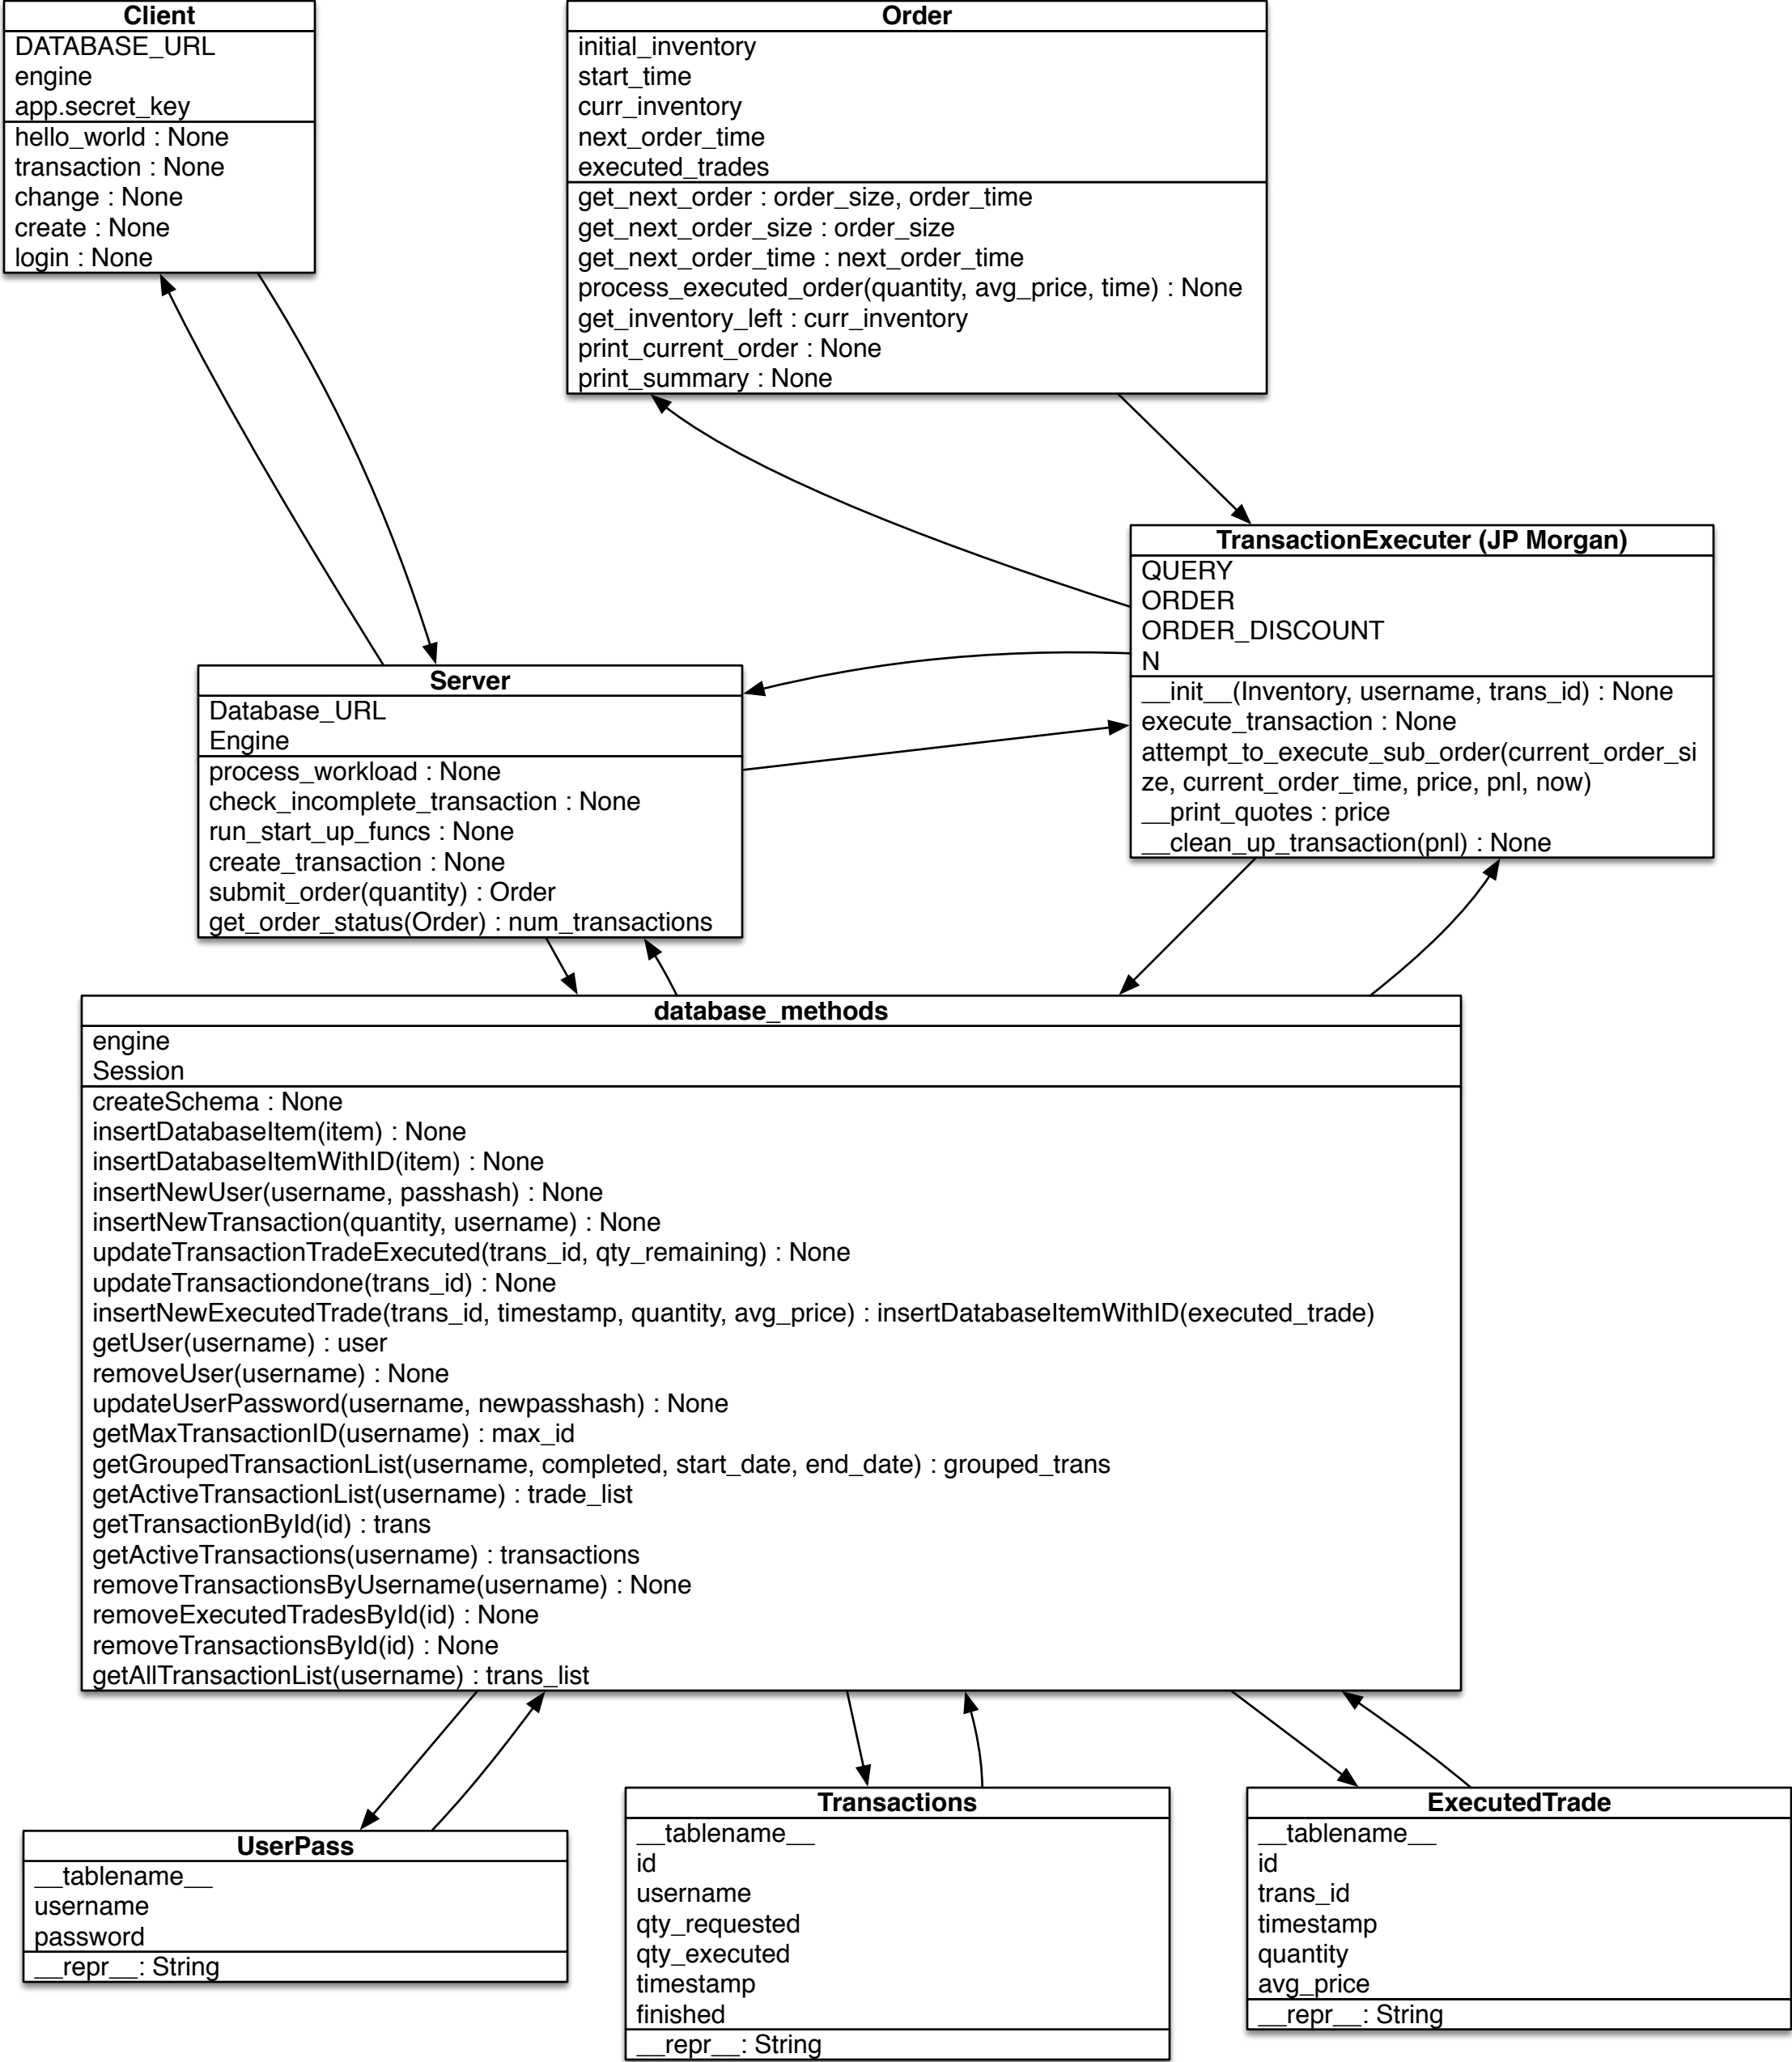 Client
DATABASE_URL
engine
app.secret_key
hello_world : None
transaction : None
change : None
create : None
login : None
Order
initial_inventory
start_time
curr_inventory
next_order_time
executed_trades
get_next_order : order_size, order_time
get_next_order_size : order_size
get_next_order_time : next_order_time
process_executed_order(quantity, avg_price, time) : None
get_inventory_left : curr_inventory
print_current_order : None
print_summary : None
TransactionExecuter (JP Morgan)
QUERY
ORDER
ORDER_DISCOUNT
N
__init__(Inventory, username, trans_id) : None
execute_transaction : None
attempt_to_execute_sub_order(current_order_si
ze, current_order_time, price, pnl, now)
__print_quotes : price
__clean_up_transaction(pnl) : None
Server
Database_URL
Engine
process_workload : None
check_incomplete_transaction : None
run_start_up_funcs : None
create_transaction : None
submit_order(quantity) : Order
get_order_status(Order) : num_transactions
database_methods
engine
Session
createSchema : None
insertDatabaseItem(item) : None
insertDatabaseItemWithID(item) : None
insertNewUser(username, passhash) : None
insertNewTransaction(quantity, username) : None
updateTransactionTradeExecuted(trans_id, qty_remaining) : None
updateTransactiondone(trans_id) : None
insertNewExecutedTrade(trans_id, timestamp, quantity, avg_price) : insertDatabaseItemWithID(executed_trade)
getUser(username) : user
removeUser(username) : None
updateUserPassword(username, newpasshash) : None
getMaxTransactionID(username) : max_id
getGroupedTransactionList(username, completed, start_date, end_date) : grouped_trans
getActiveTransactionList(username) : trade_list
getTransactionById(id) : trans
getActiveTransactions(username) : transactions
removeTransactionsByUsername(username) : None
removeExecutedTradesById(id) : None
removeTransactionsById(id) : None
getAllTransactionList(username) : trans_list
UserPass
__tablename__
username
password
__repr__: String
Transactions
__tablename__
id
username
qty_requested
qty_executed
timestamp
finished
__repr__: String
ExecutedTrade
__tablename__
id
trans_id
timestamp
quantity
avg_price
__repr__: String